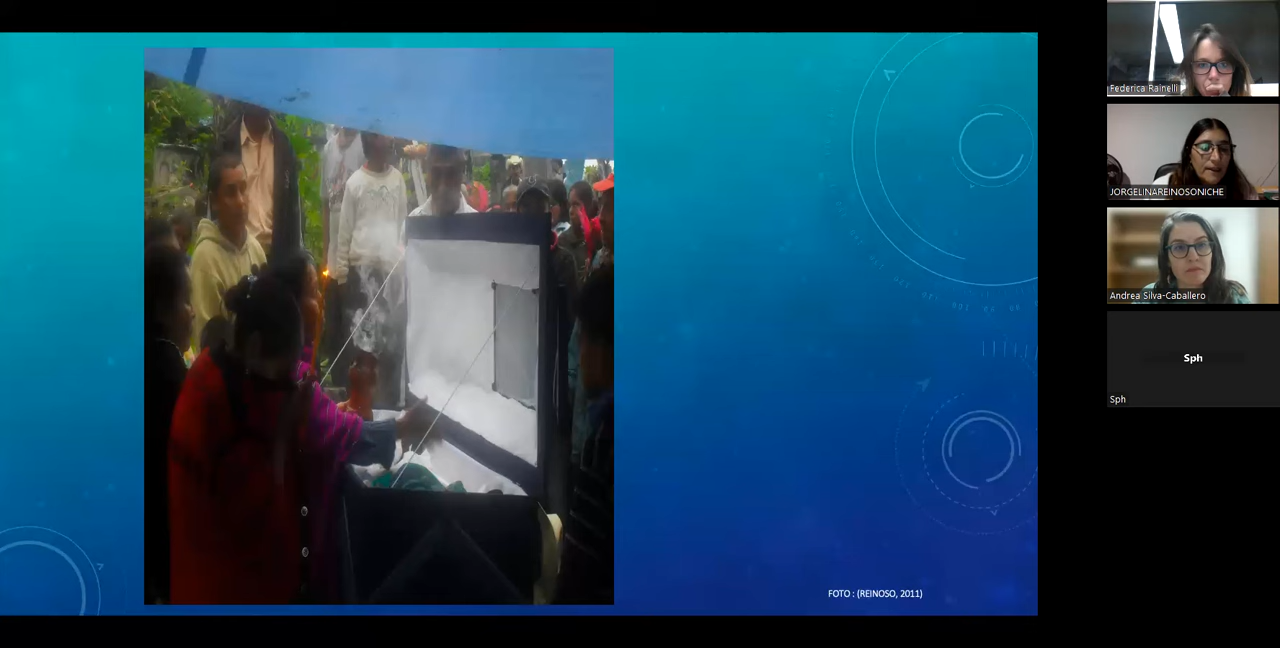 Federica Rainelli
JORGELINAREINOSONICHE
Andrea Silva-Caballero
Sph
Sph
FOTO : (REINOSO, 2011)